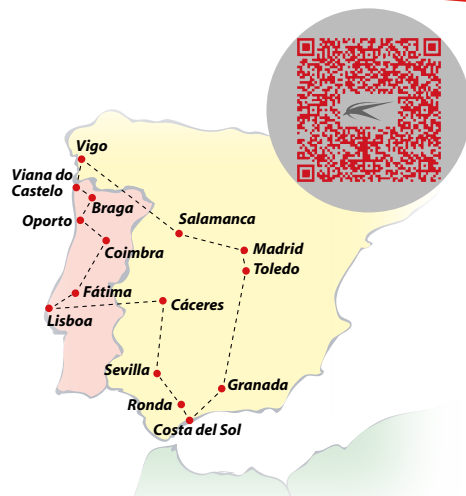 Vigo
Viana do
Castelo
Braga
Oporto
Salamanca
Coimbra
Madrid
Toledo
Fátima
Cáceres
Lisboa
Sevilla
Granada
Ronda
Costa del Sol